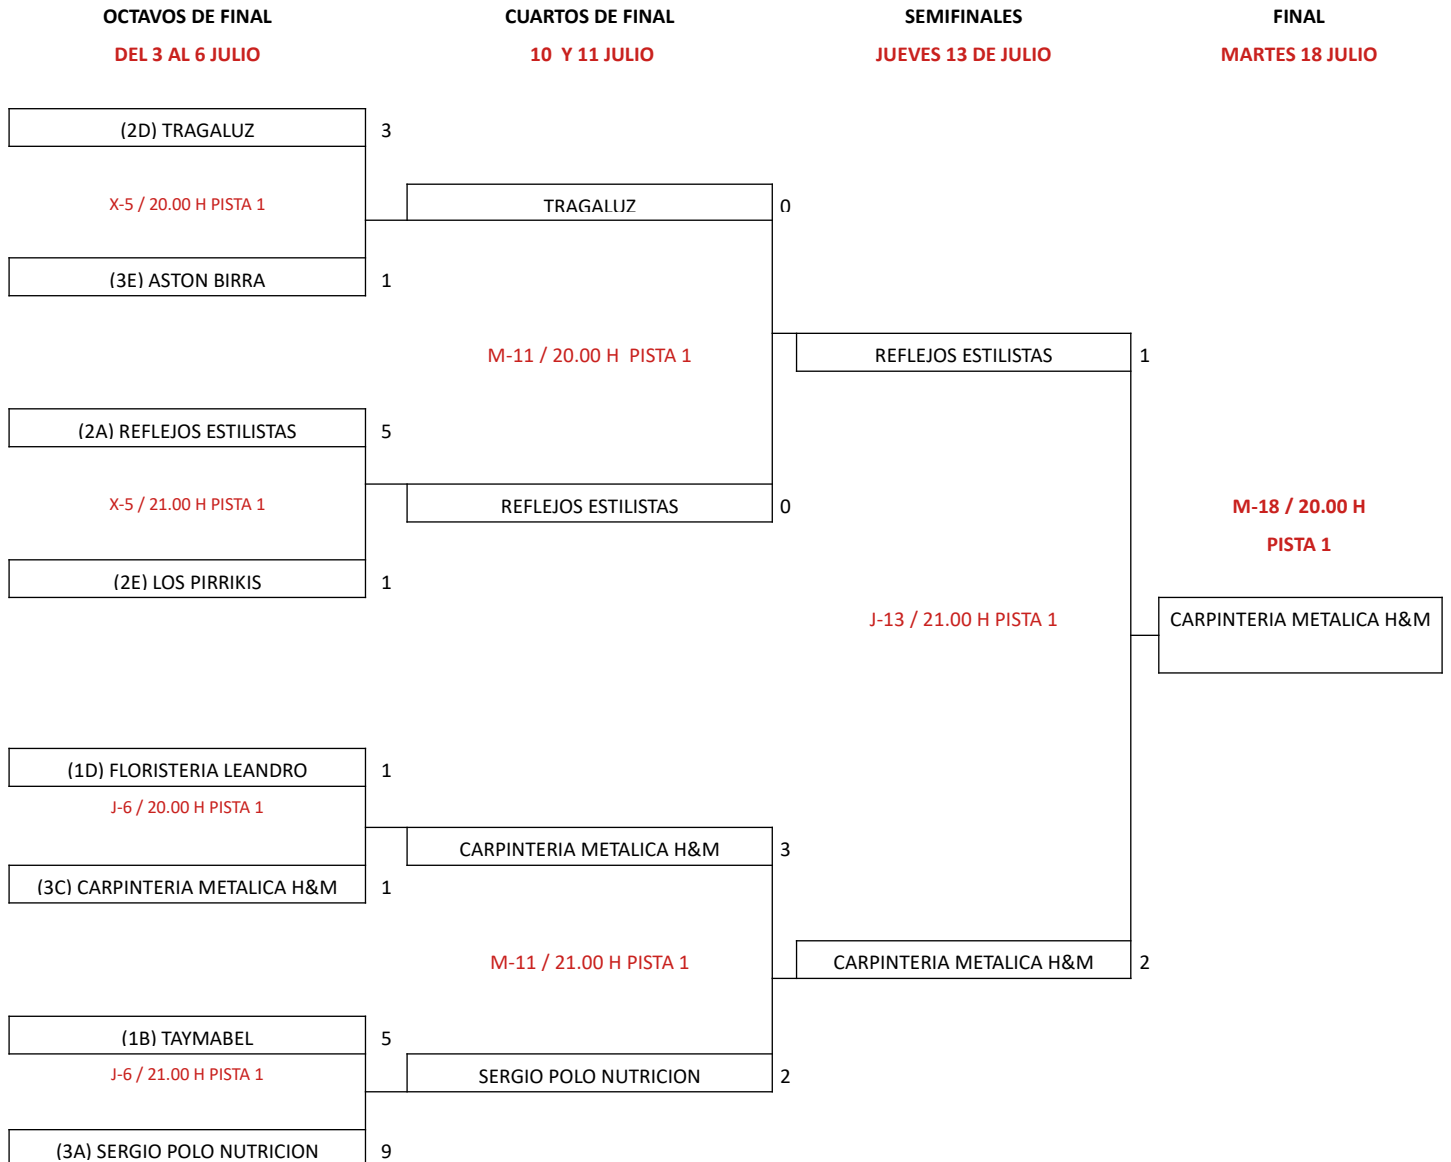 OCTAVOS DE FINAL
CUARTOS DE FINAL
SEMIFINALES
FINAL
DEL 3 AL 6 JULIO
10 Y 11 JULIO
JUEVES 13 DE JULIO
MARTES 18 JULIO
(2D) TRAGALUZ 3
X-5 / 20.00 H PISTA 1
TRAGALUZ 0
(3E) ASTON BIRRA 1
M-11 / 20.00 H PISTA 1
REFLEJOS ESTILISTAS 1
(2A) REFLEJOS ESTILISTAS 5
X-5 / 21.00 H PISTA 1
REFLEJOS ESTILISTAS 0
M-18 / 20.00 H
PISTA 1
(2E) LOS PIRRIKIS 1
J-13 / 21.00 H PISTA 1
CARPINTERIA METALICA H&M
(1D) FLORISTERIA LEANDRO 1
J-6 / 20.00 H PISTA 1
CARPINTERIA METALICA H&M 3
(3C) CARPINTERIA METALICA H&M 1
M-11 / 21.00 H PISTA 1
CARPINTERIA METALICA H&M 2
(1B) TAYMABEL 5
J-6 / 21.00 H PISTA 1
SERGIO POLO NUTRICION 2
(3A) SERGIO POLO NUTRICION 9